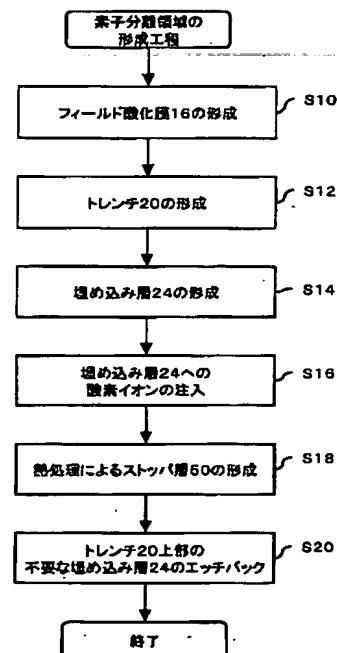 素子分離領域の
形成工程
フィールド酸化膜16の形成
S10
トレンチ20の形成
S12
埋め込み層24の形成
S14
埋め込み層24への
酸素イオンの注入
S16
熱処理によるストッパ層50の形成
S18
トレンチ20上部の
不要な埋め込み層24のエッチバック
S20
終了